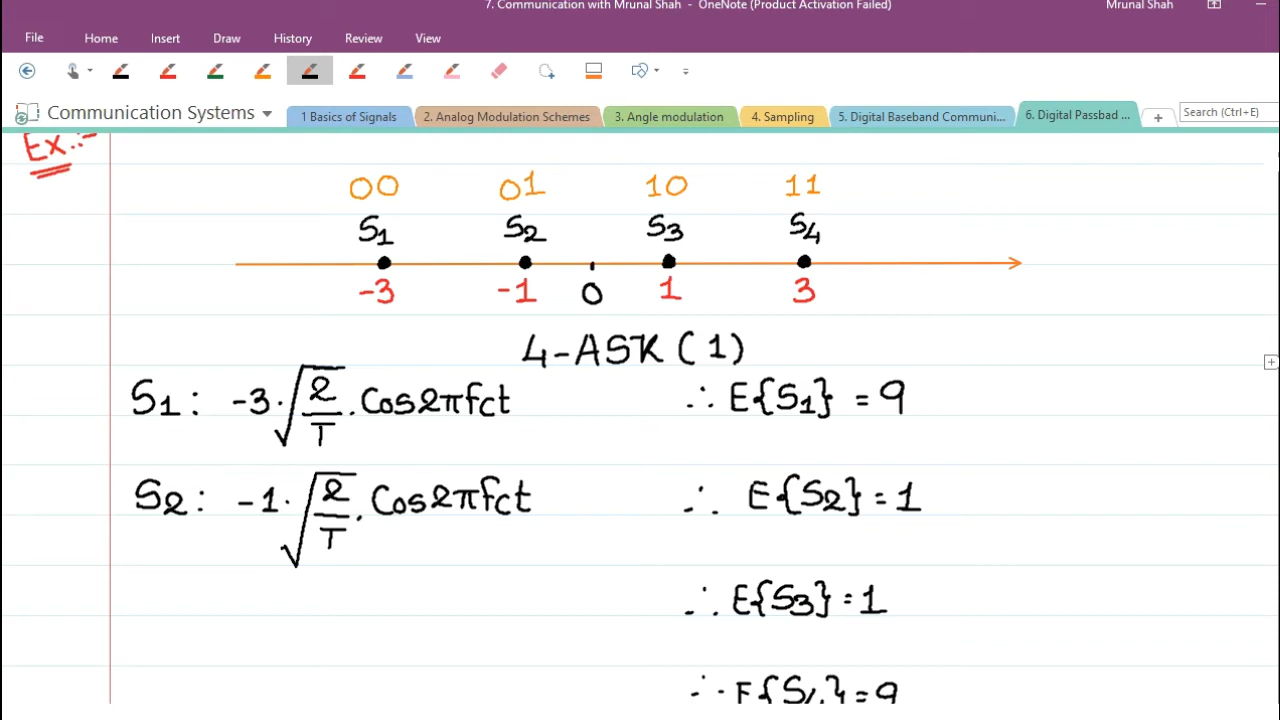 7. Communication with Mrunal Shah - OneNote (Product Activation Failed)
Mrunal Shah
File Home Insert Draw History Review View
Communication Systems
1 Basics of Signals
2. Analog Modulation Schemes
3. Angle modulation
4. Sampling
5. Digital Baseband Communi...
6. Digital Passbad ...
+
Search (Ctrl+E)
Ex.:-
00 01 10 11
S1 S2 S3 S4
-3 -1 0 1 3
4-ASK (1)
S1 : -3 · √(2/T) . Cos2πfct ∴ E{S1} = 9
S2 : -1 · √(2/T) . Cos2πfct ∴ E{S2} = 1
∴ E{S3} = 1
∴ E{S4} = 9